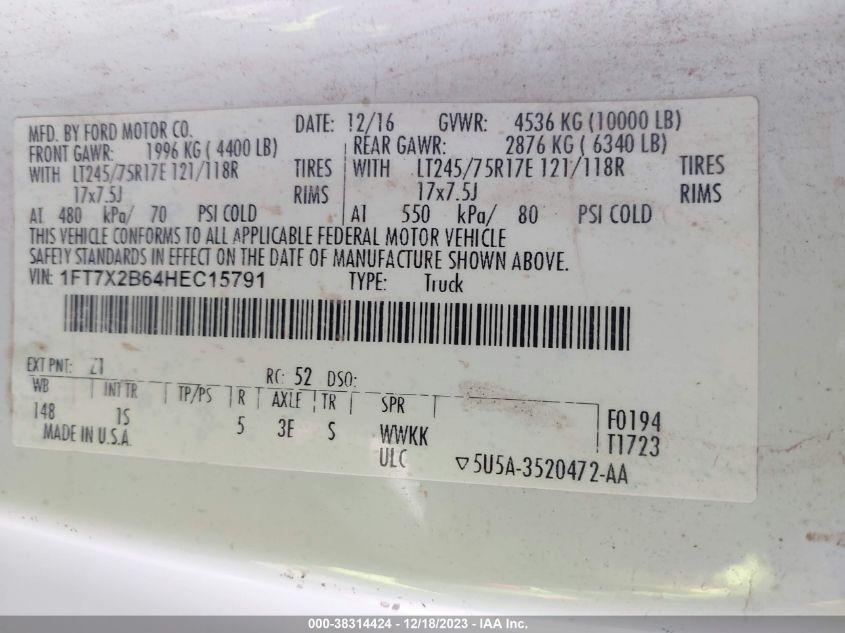 MFD. BY FORD MOTOR CO. DATE: 12/16 GVWR: 4536 KG (10000 LB)
FRONT GAWR: 1996 KG ( 4400 LB) REAR GAWR: 2876 KG ( 6340 LB)
WITH LT245/75R17E 121/118R TIRES WITH LT245/75R17E 121/118R TIRES
17x7.5J RIMS 17x7.5J RIMS
AT 480 kPa/ 70 PSI COLD AT 550 kPa/ 80 PSI COLD
THIS VEHICLE CONFORMS TO ALL APPLICABLE FEDERAL MOTOR VEHICLE
SAFETY STANDARDS IN EFFECT ON THE DATE OF MANUFACTURE SHOWN ABOVE.
VIN: 1FT7X2B64HEC15791 TYPE: Truck
EXT PNT: Z1 RC: 52 DSO:
WB INT TR TP/PS R AXLE TR SPR
148 1S 5 3E S WWKK F0194
MADE IN U.S.A. ULC T1723
▽5U5A-3520472-AA
000-38314424 - 12/18/2023 - IAA Inc.